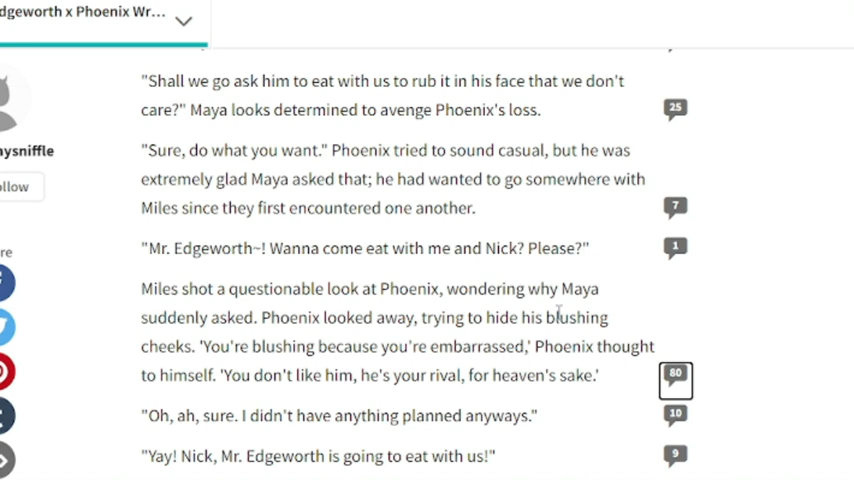 dgeworth x Phoenix Wr...
"Shall we go ask him to eat with us to rub it in his face that we don't
care?" Maya looks determined to avenge Phoenix's loss.
25
"Sure, do what you want." Phoenix tried to sound casual, but he was
aysniffle
extremely glad Maya asked that; he had wanted to go somewhere with
ollow
Miles since they first encountered one another.
7
"Mr. Edgeworth~! Wanna come eat with me and Nick? Please?"
1
re
Miles shot a questionable look at Phoenix, wondering why Maya
suddenly asked. Phoenix looked away, trying to hide his blushing
cheeks. 'You're blushing because you're embarrassed,' Phoenix thought
to himself. 'You don't like him, he's your rival, for heaven's sake.'
80
"Oh, ah, sure. I didn't have anything planned anyways."
10
"Yay! Nick, Mr. Edgeworth is going to eat with us!"
9